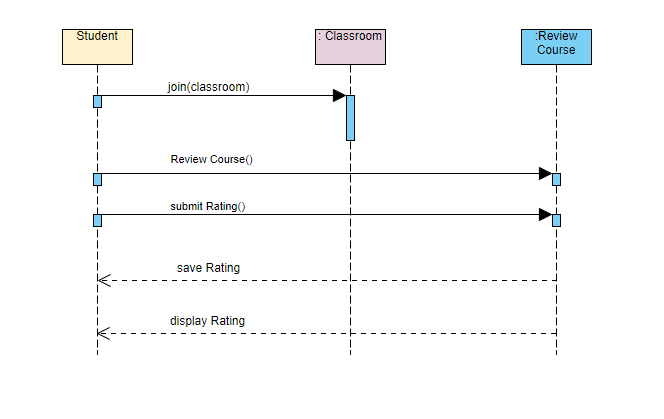 Student
: Classroom
:Review
Course
join(classroom)
Review Course()
submit Rating()
save Rating
display Rating